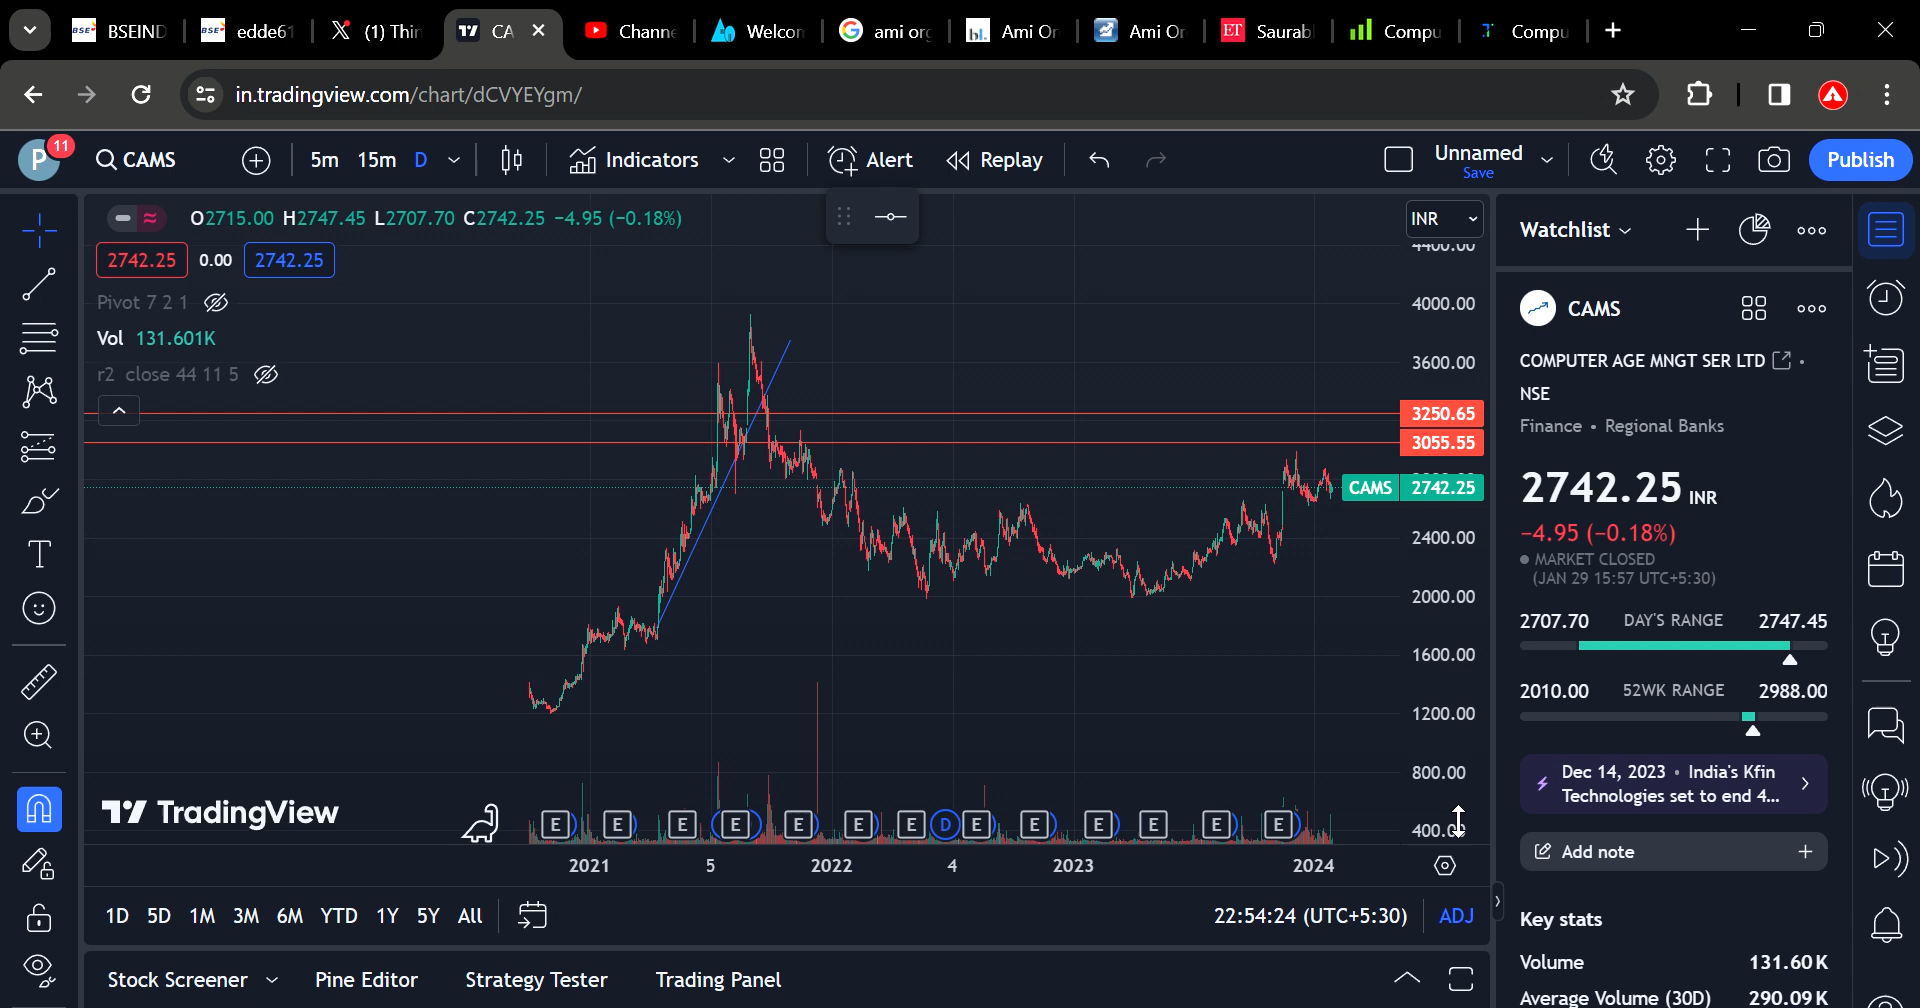 BSEIND
edde61
(1) Thin
CA
Channe
Welcon
ami org
Ami Or
Ami Or
Saurab
Compu
Compu
in.tradingview.com/chart/dCVYEYgm/
P
11
CAMS
5m 15m D
Indicators
Alert
Replay
Unnamed
Save
Publish
O2715.00 H2747.45 L2707.70 C2742.25 −4.95 (−0.18%)
2742.25 0.00 2742.25
Pivot 7 2 1
Vol 131.601K
r2 close 44 11 5
INR
4400.00
4000.00
3600.00
3250.65
3055.55
CAMS 2742.25
2400.00
2000.00
1600.00
1200.00
800.00
TradingView
E E E E E E E D E E E E E E
2021 5 2022 4 2023 2024
1D 5D 1M 3M 6M YTD 1Y 5Y All
22:54:24 (UTC+5:30)
ADJ
Stock Screener
Pine Editor
Strategy Tester
Trading Panel
Watchlist
CAMS
COMPUTER AGE MNGT SER LTD •
NSE
Finance • Regional Banks
2742.25 INR
−4.95 (−0.18%)
MARKET CLOSED
(JAN 29 15:57 UTC+5:30)
2707.70 DAY'S RANGE 2747.45
2010.00 52WK RANGE 2988.00
Dec 14, 2023 • India's Kfin
Technologies set to end 4...
Add note
Key stats
Volume 131.60K
Average Volume (30D) 290.09K